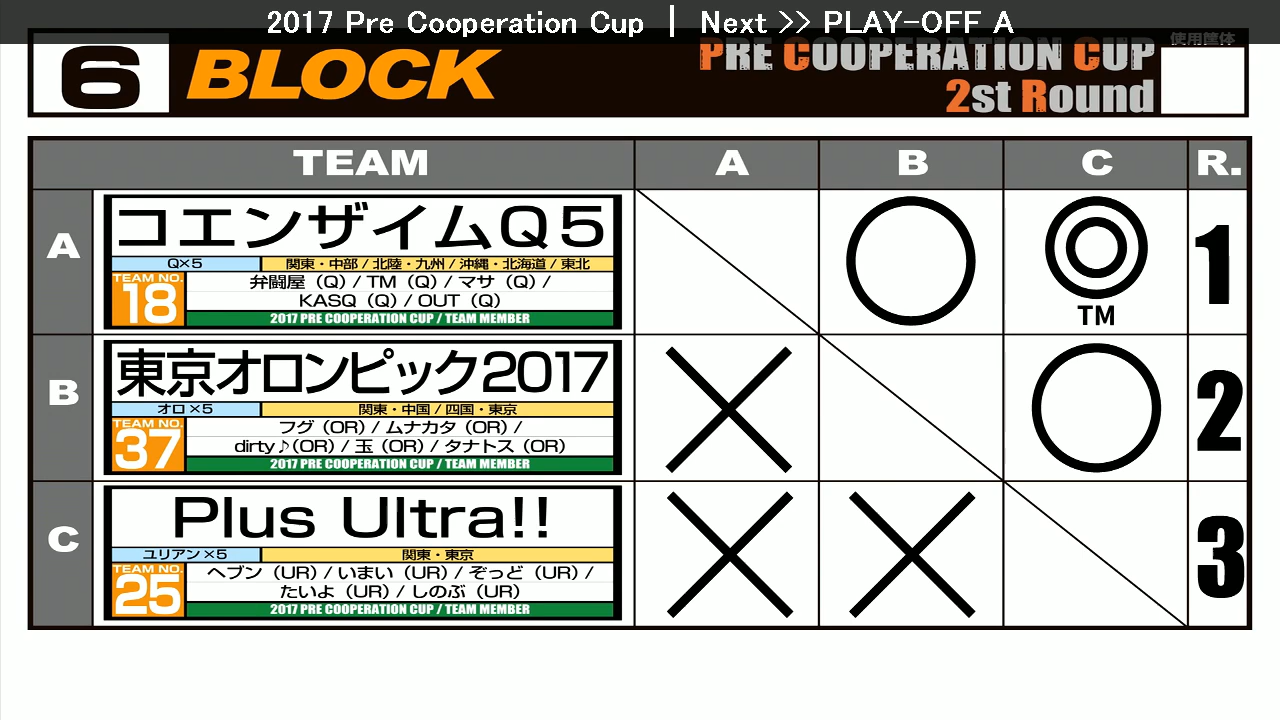 2017 Pre Cooperation Cup | Next >> PLAY-OFF A
使用筐体
6 BLOCK
PRE COOPERATION CUP
2st Round
TEAM A B C R.
A
コエンザイムQ5
Q×5 関東・中部 / 北陸・九州 / 沖縄・北海道 / 東北
TEAM NO.
18
弁闘屋 (Q) / TM (Q) / マサ (Q) /
KASQ (Q) / OUT (Q)
2017 PRE COOPERATION CUP / TEAM MEMBER
○ ◎ 1
TM
B
東京オロンピック2017
オロ×5 関東・中国 / 四国・東京
TEAM NO.
37
フグ (OR) / ムナカタ (OR) /
dirty♪(OR) / 玉 (OR) / タナトス (OR)
2017 PRE COOPERATION CUP / TEAM MEMBER
× ○ 2
C
Plus Ultra!!
ユリアン×5 関東・東京
TEAM NO.
25
ヘブン (UR) / いまい (UR) / ぞっど (UR) /
たいよ (UR) / しのぶ (UR)
2017 PRE COOPERATION CUP / TEAM MEMBER
× × 3